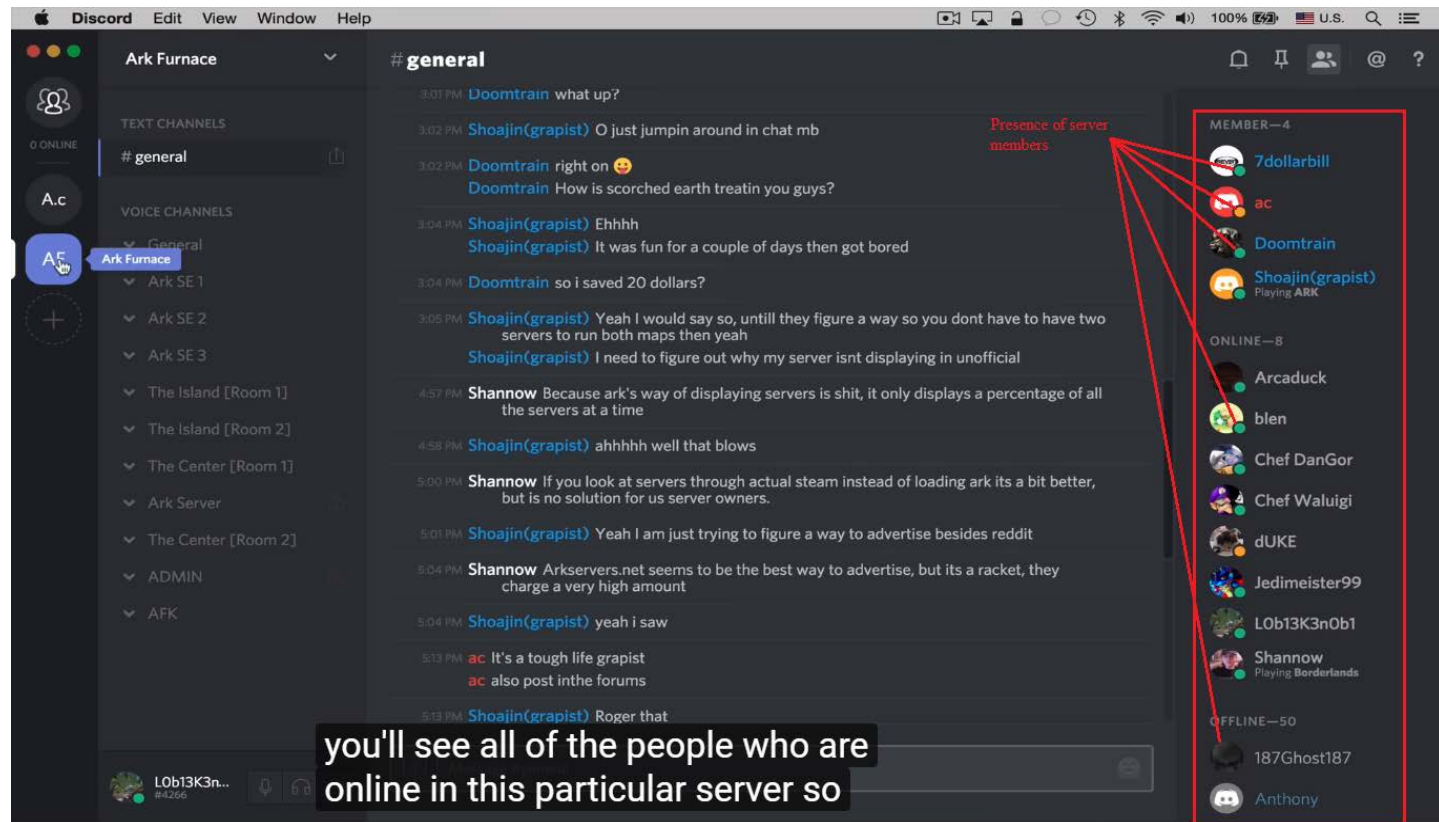 Discord Edit View Window Help
100% U.S.
Ark Furnace
0 ONLINE
A.c
AF
Ark Furnace
TEXT CHANNELS
# general
VOICE CHANNELS
General
Ark SE 1
Ark SE 2
Ark SE 3
The Island [Room 1]
The Island [Room 2]
The Center [Room 1]
Ark Server
The Center [Room 2]
ADMIN
AFK
L0b13K3n...
#4266
# general
@ ?
3:01 PM Doomtrain what up?
3:02 PM Shoajin(grapist) O just jumpin around in chat mb
3:02 PM Doomtrain right on 😛
Doomtrain How is scorched earth treatin you guys?
3:04 PM Shoajin(grapist) Ehhhh
Shoajin(grapist) It was fun for a couple of days then got bored
3:04 PM Doomtrain so i saved 20 dollars?
3:05 PM Shoajin(grapist) Yeah I would say so, untill they figure a way so you dont have to have two
servers to run both maps then yeah
Shoajin(grapist) I need to figure out why my server isnt displaying in unofficial
4:57 PM Shannow Because ark's way of displaying servers is shit, it only displays a percentage of all
the servers at a time
4:58 PM Shoajin(grapist) ahhhhh well that blows
5:00 PM Shannow If you look at servers through actual steam instead of loading ark its a bit better,
but is no solution for us server owners.
5:01 PM Shoajin(grapist) Yeah I am just trying to figure a way to advertise besides reddit
5:04 PM Shannow Arkservers.net seems to be the best way to advertise, but its a racket, they
charge a very high amount
5:04 PM Shoajin(grapist) yeah i saw
5:13 PM ac It's a tough life grapist
ac also post inthe forums
5:13 PM Shoajin(grapist) Roger that
you'll see all of the people who are
online in this particular server so
Presence of server
members
MEMBER—4
7dollarbill
ac
Doomtrain
Shoajin(grapist)
Playing ARK
ONLINE—8
Arcaduck
blen
Chef DanGor
Chef Waluigi
dUKE
Jedimeister99
L0b13K3nOb1
Shannow
Playing Borderlands
OFFLINE—50
187Ghost187
Anthony